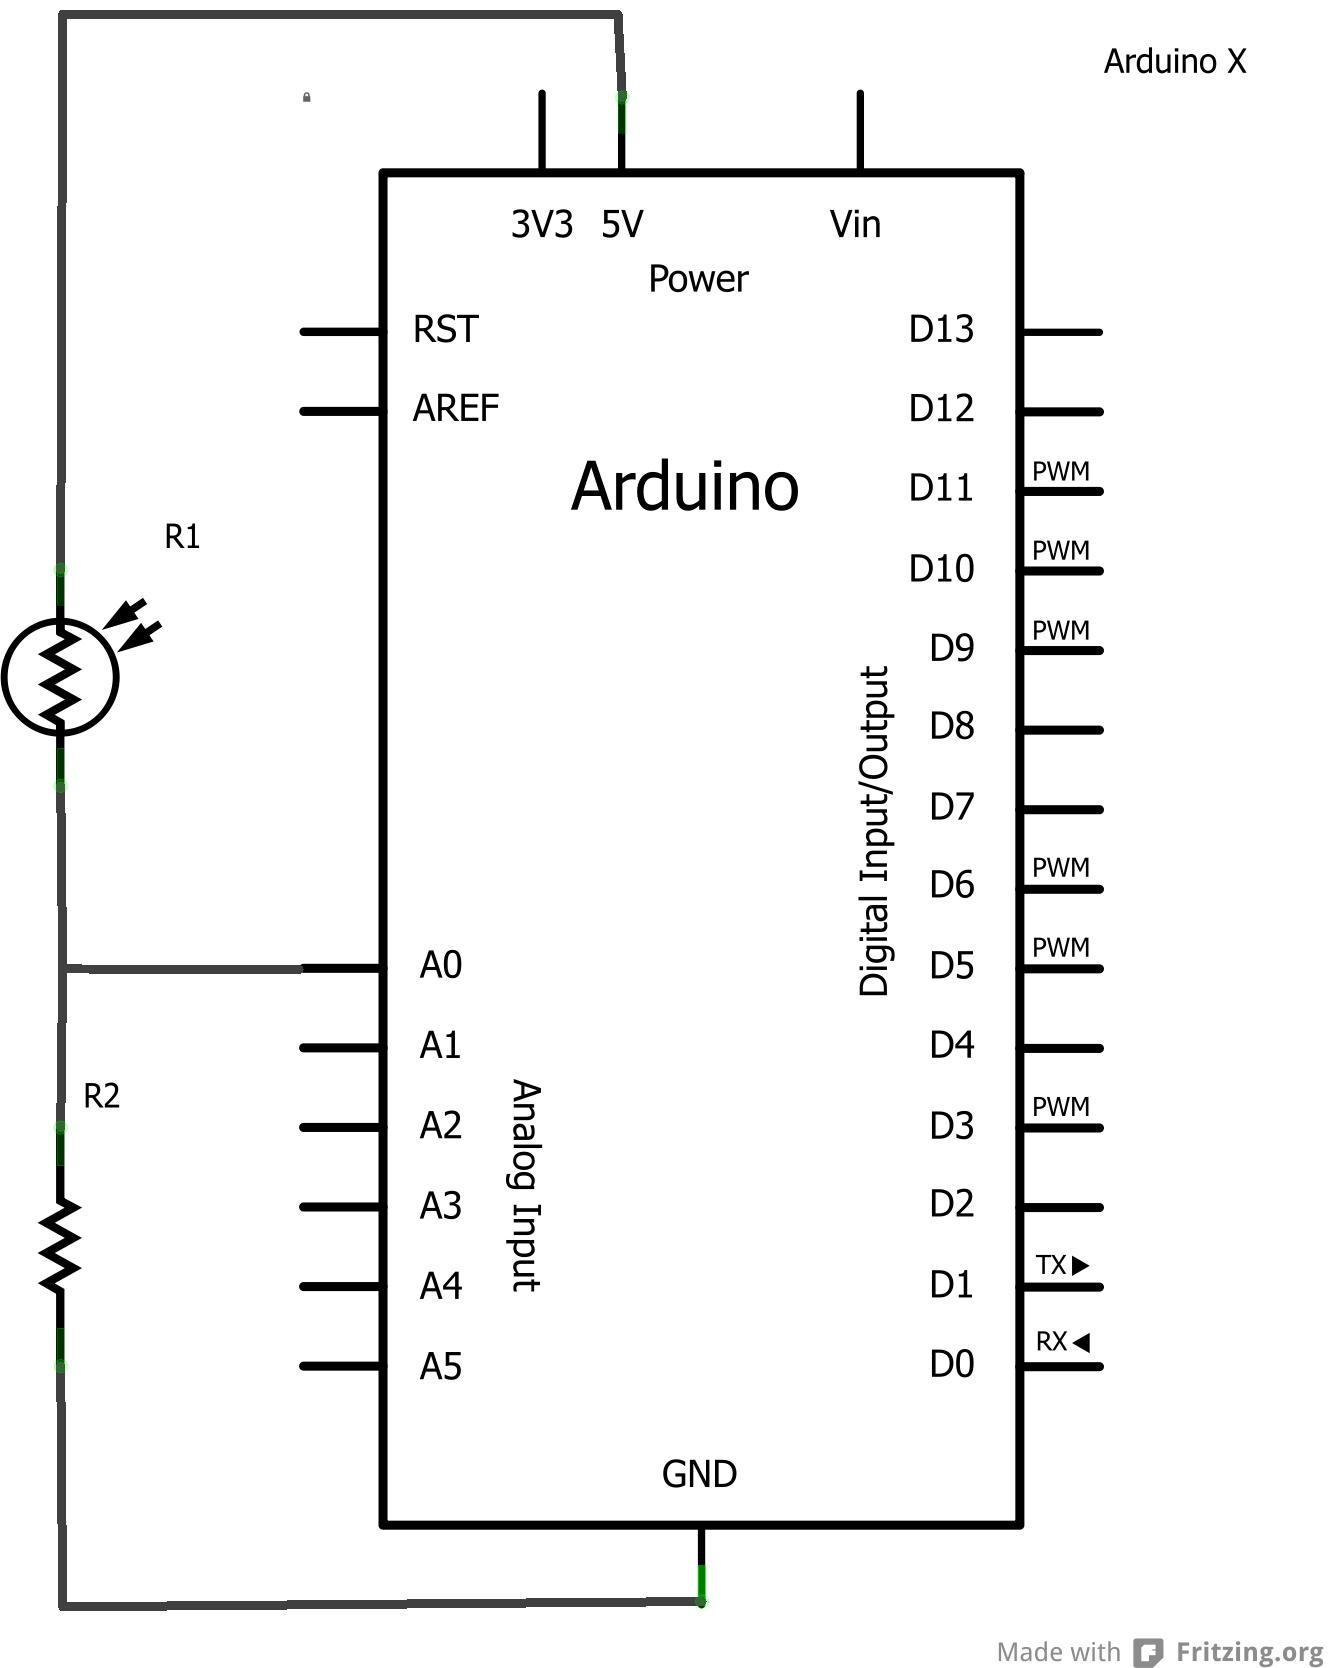 Arduino X
3V3 5V Vin
Power
RST D13
AREF D12
Arduino
D11 PWM
R1
D10 PWM
D9 PWM
D8
Digital Input/Output
D7
D6 PWM
A0 D5 PWM
A1 D4
R2
A2 D3 PWM
Analog Input
A3 D2
A4 D1 TX
A5 D0 RX
GND
Made with Fritzing.org